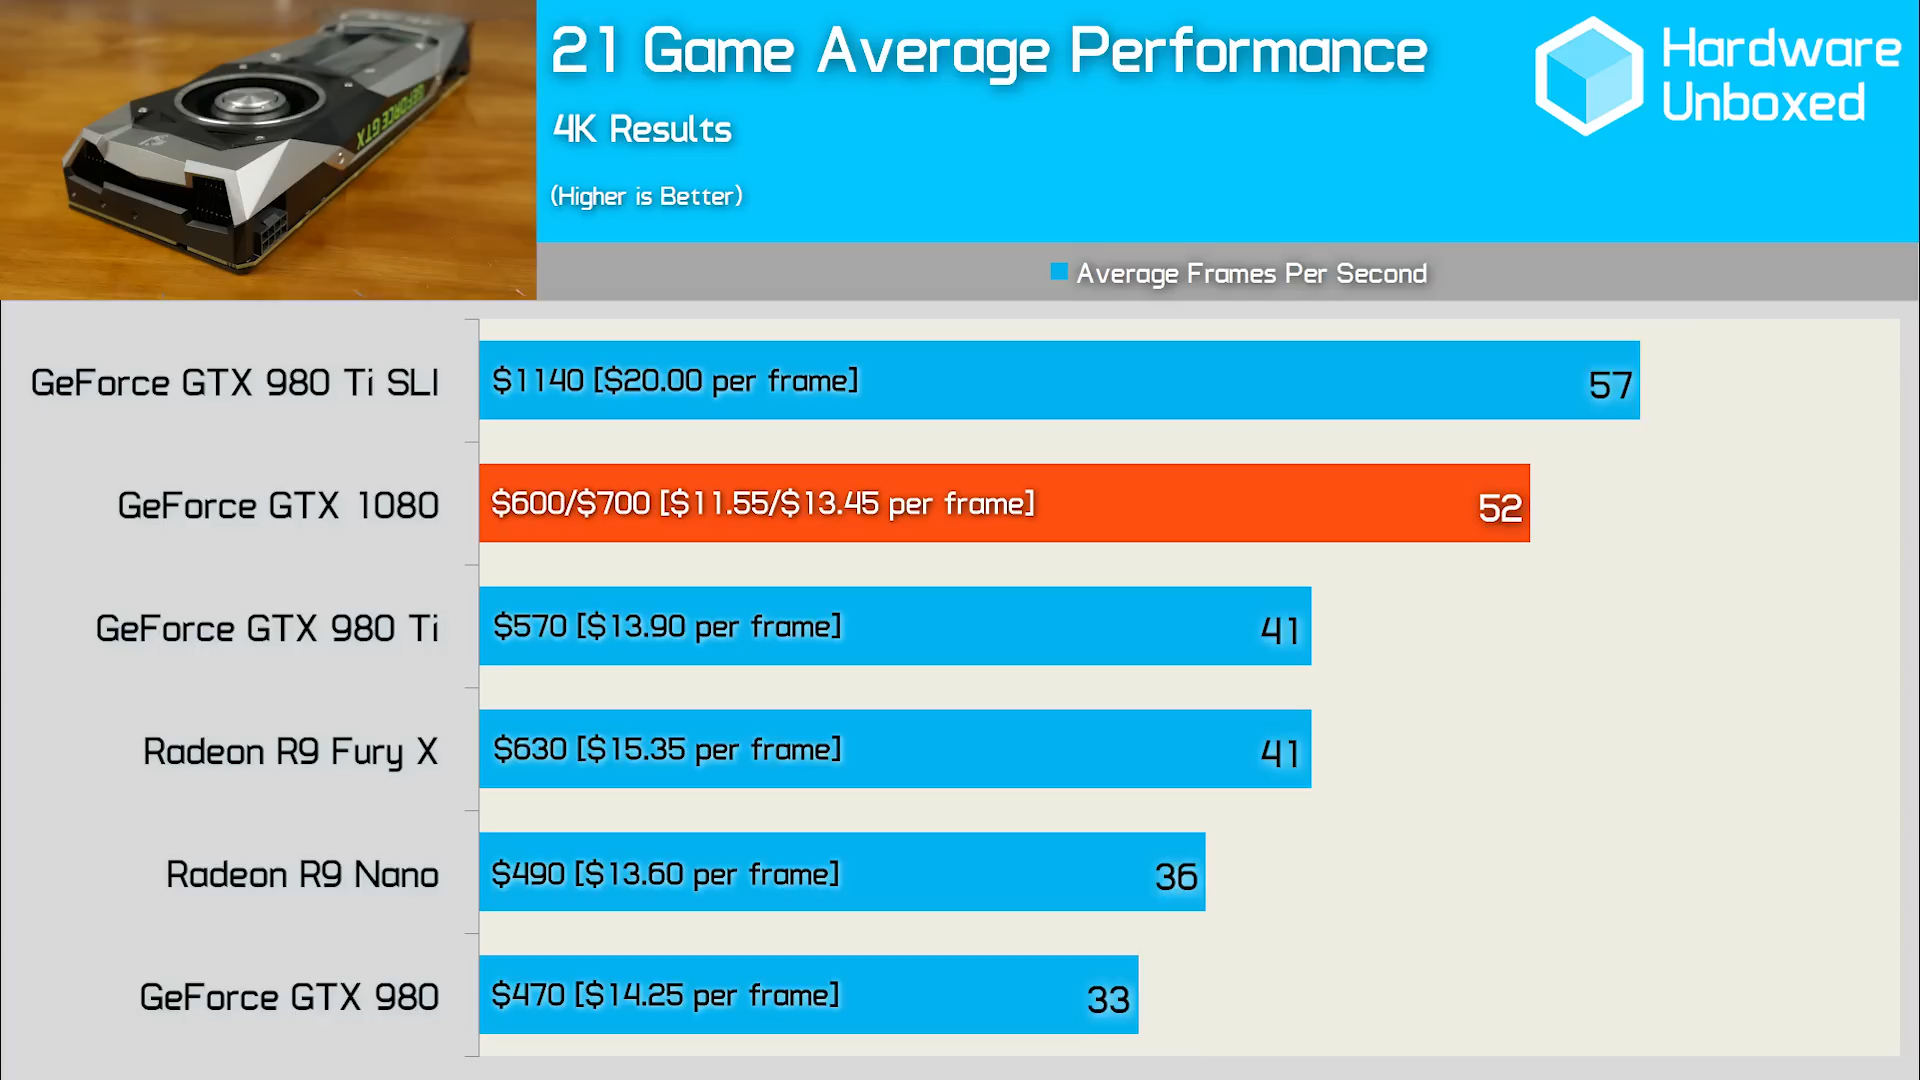 GEFORCE GTX
21 Game Average Performance
4K Results
(Higher is Better)
Hardware
Unboxed
Average Frames Per Second
GeForce GTX 980 Ti SLI
$1140 [$20.00 per frame]
57
GeForce GTX 1080
$600/$700 [$11.55/$13.45 per frame]
52
GeForce GTX 980 Ti
$570 [$13.90 per frame]
41
Radeon R9 Fury X
$630 [$15.35 per frame]
41
Radeon R9 Nano
$490 [$13.60 per frame]
36
GeForce GTX 980
$470 [$14.25 per frame]
33